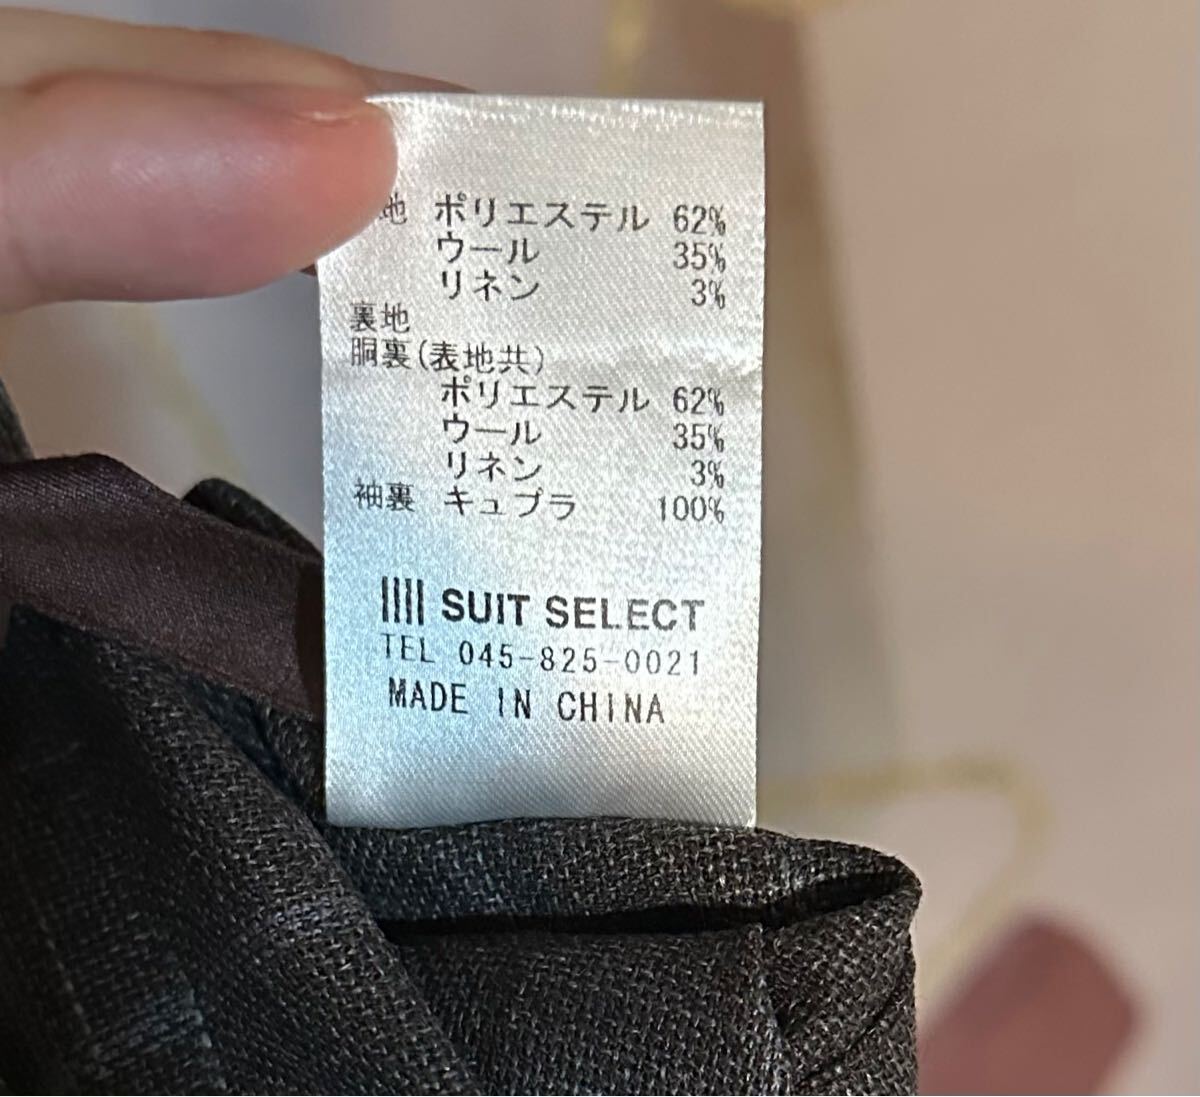 地 ポリエステル 62%
ウール 35%
リネン 3%
裏地
胴裏(表地共)
ポリエステル 62%
ウール 35%
リネン 3%
袖裏 キュプラ 100%
SUIT SELECT
TEL 045-825-0021
MADE IN CHINA